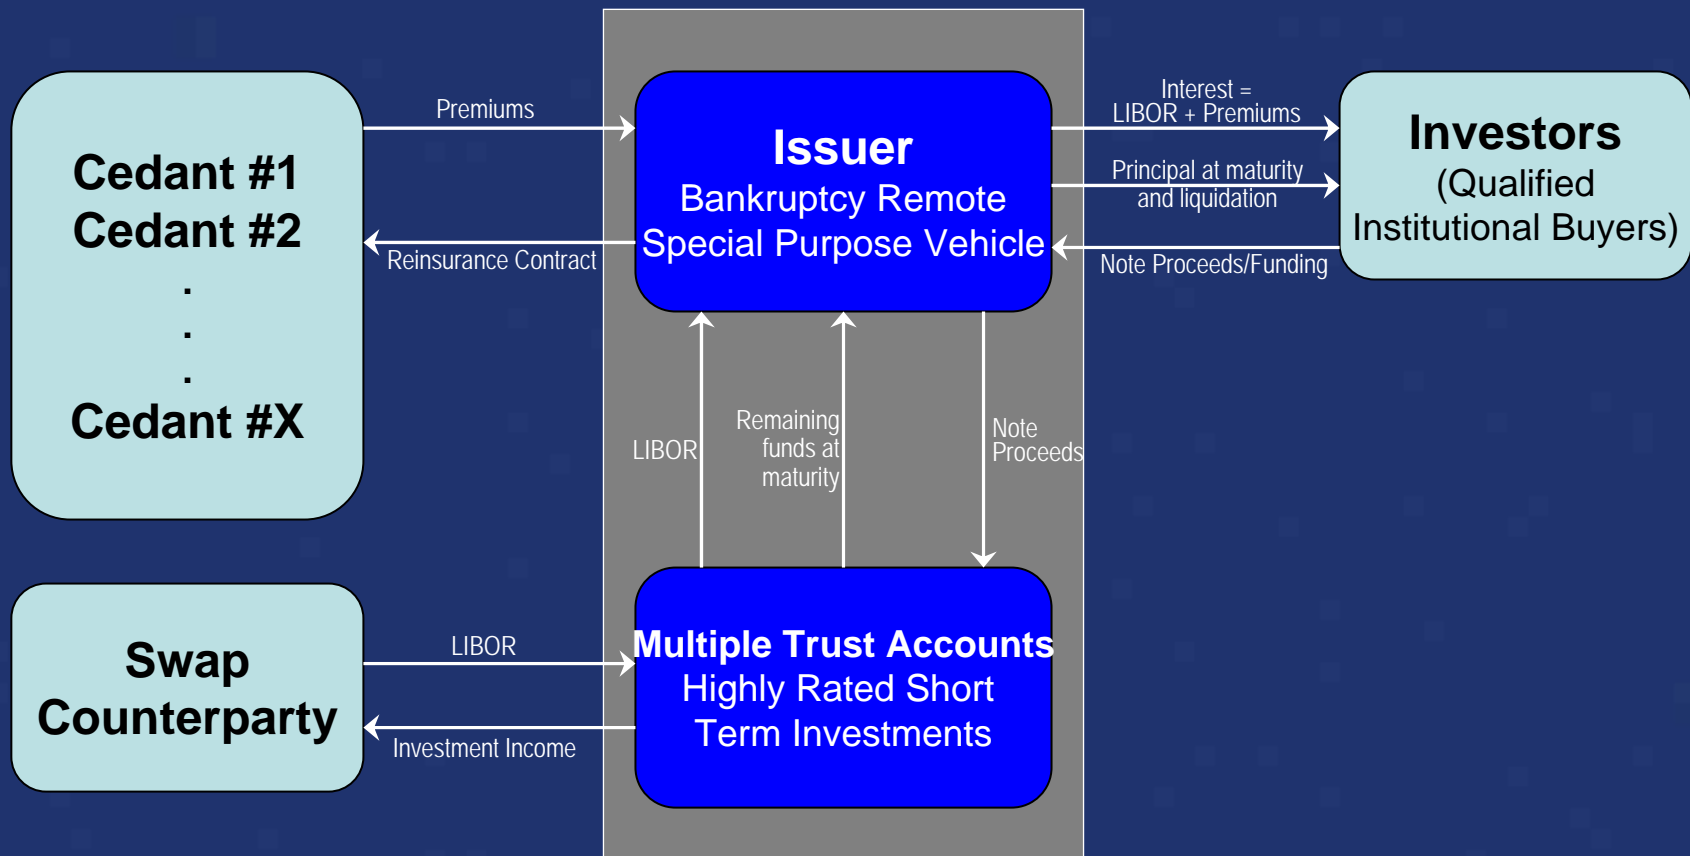 Cedant #1
Cedant #2
.
.
.
Cedant #X
Premiums
Reinsurance Contract
Issuer
Bankruptcy Remote
Special Purpose Vehicle
Interest =
LIBOR + Premiums
Principal at maturity
and liquidation
Note Proceeds/Funding
Investors
(Qualified
Institutional Buyers)
LIBOR
Remaining
funds at
maturity
Note
Proceeds
Swap
Counterparty
LIBOR
Investment Income
Multiple Trust Accounts
Highly Rated Short
Term Investments